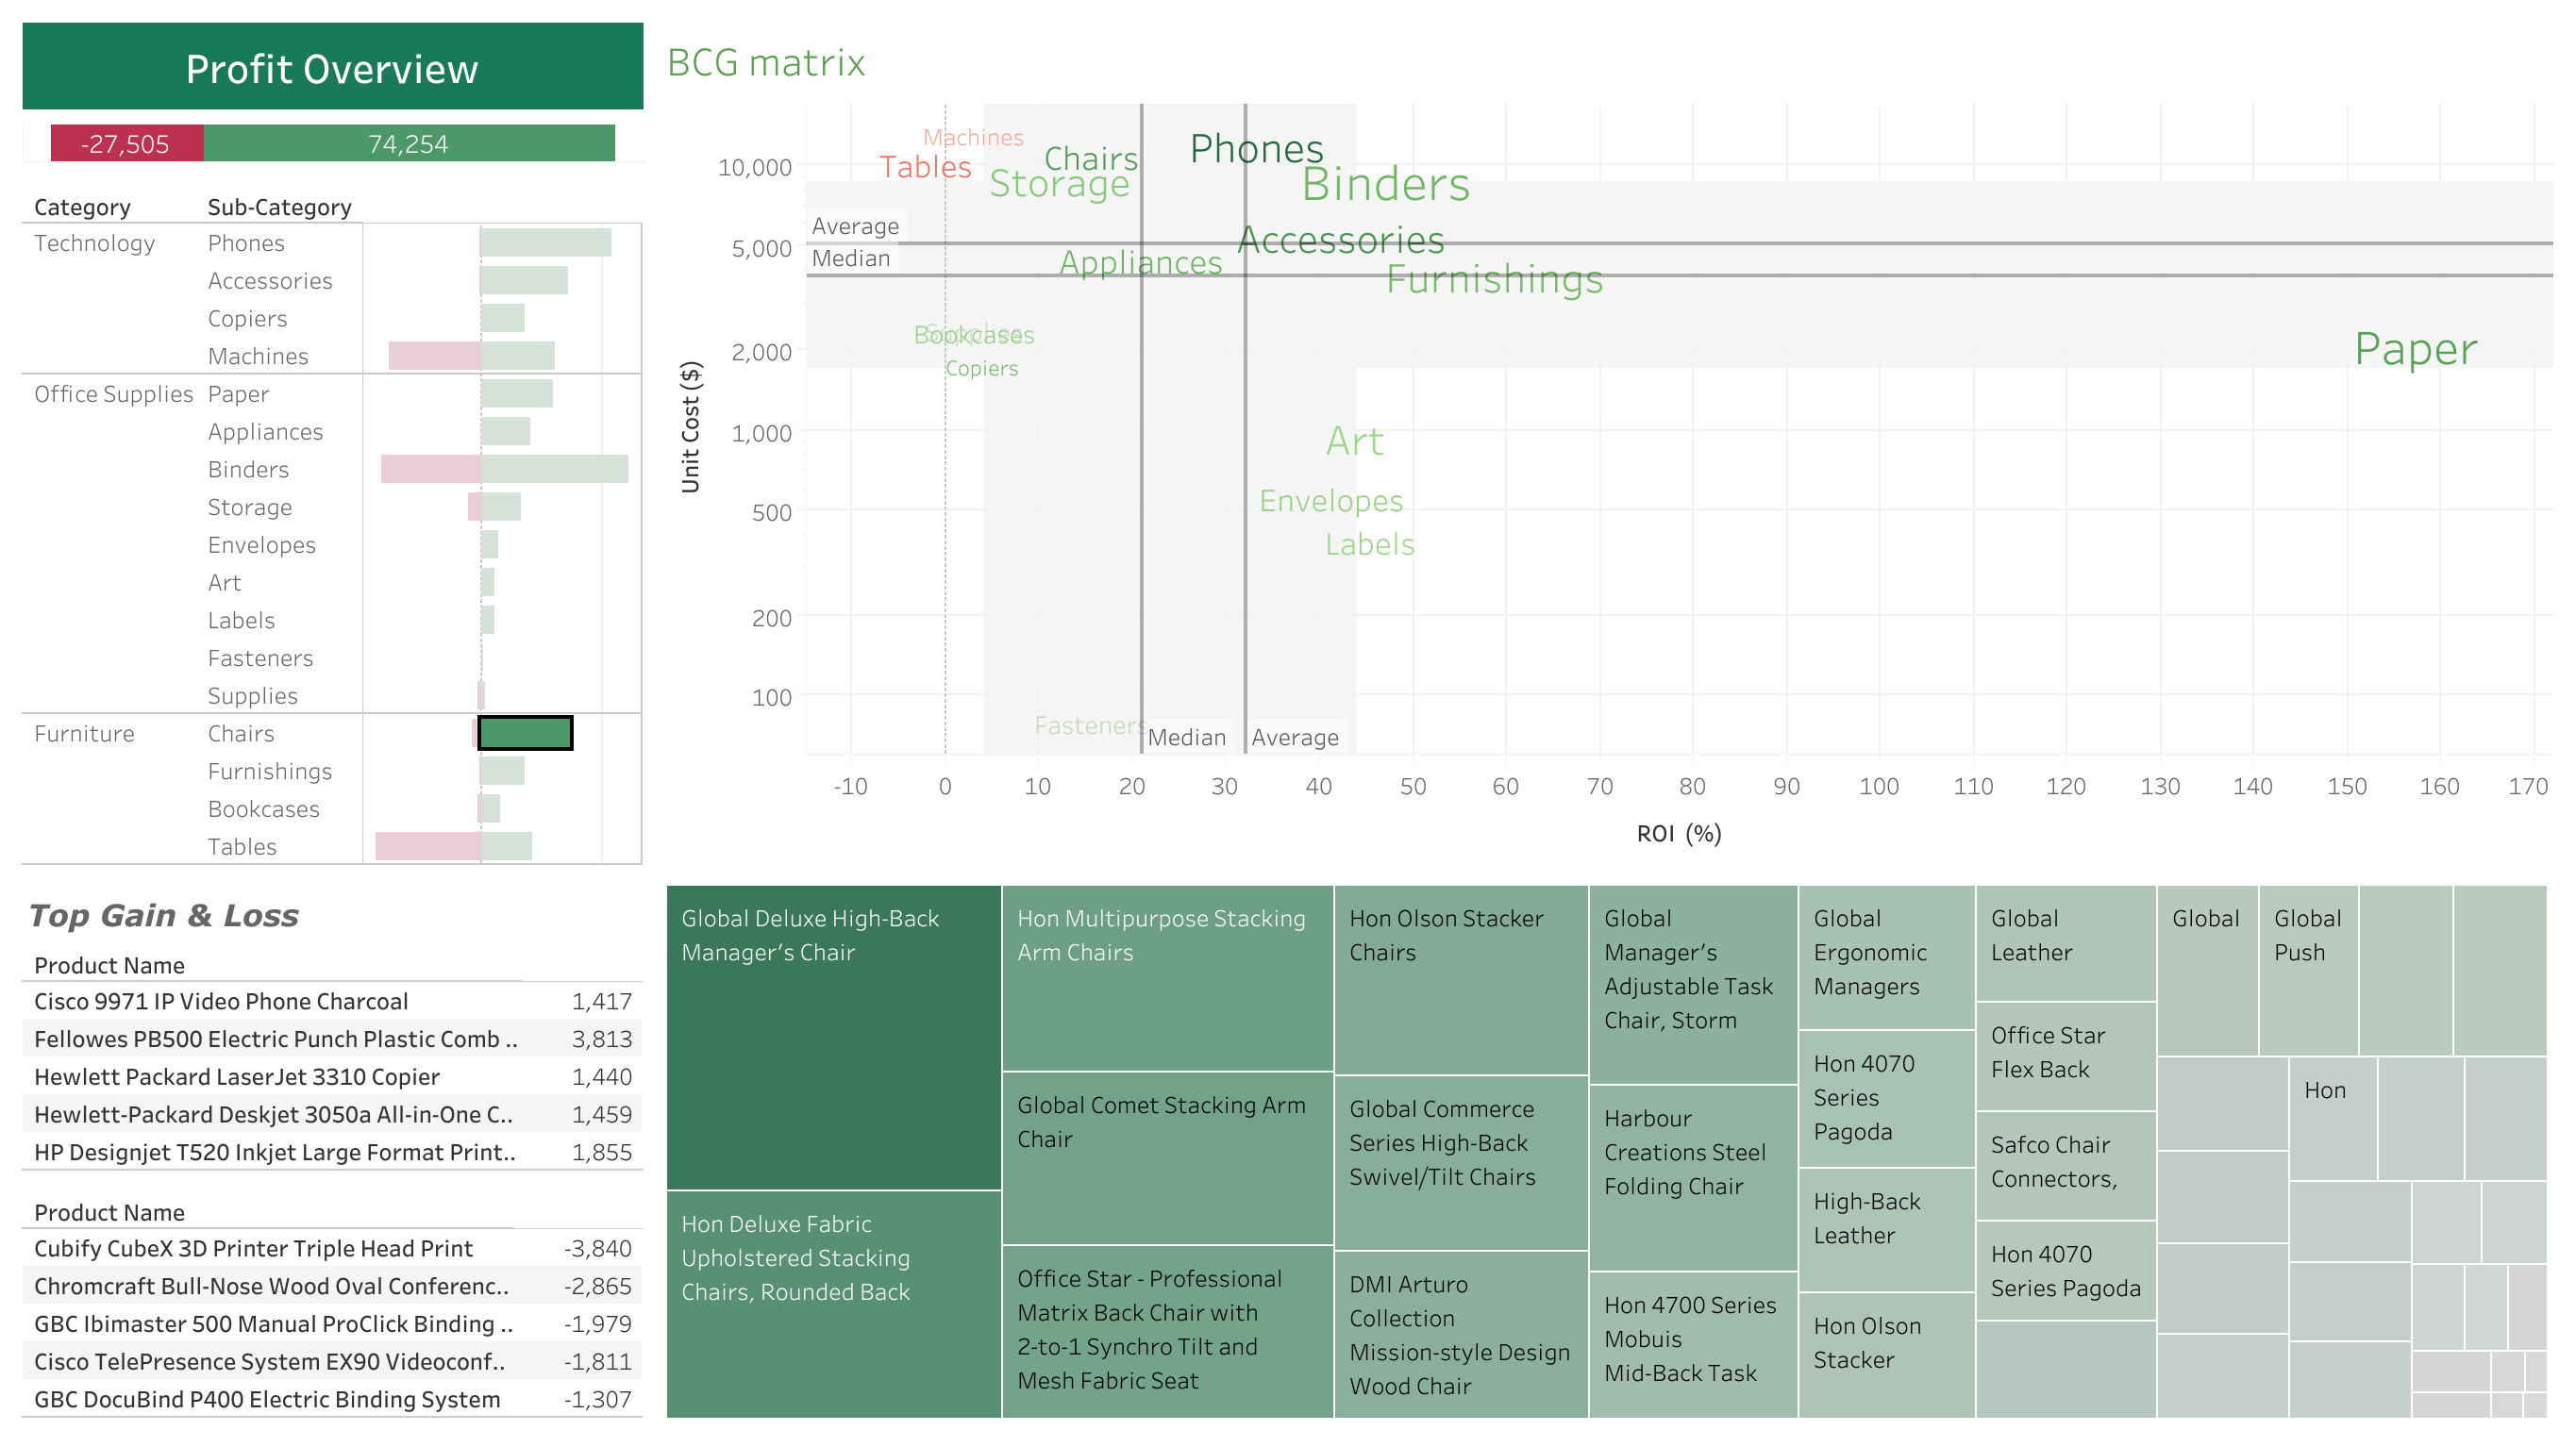 Profit Overview
-27,505 74,254
Category Sub-Category
Technology Phones
Accessories
Copiers
Machines
Office Supplies Paper
Appliances
Binders
Storage
Envelopes
Art
Labels
Fasteners
Supplies
Furniture Chairs
Furnishings
Bookcases
Tables
Top Gain & Loss
Product Name
Cisco 9971 IP Video Phone Charcoal 1,417
Fellowes PB500 Electric Punch Plastic Comb .. 3,813
Hewlett Packard LaserJet 3310 Copier 1,440
Hewlett-Packard Deskjet 3050a All-in-One C.. 1,459
HP Designjet T520 Inkjet Large Format Print.. 1,855
Product Name
Cubify CubeX 3D Printer Triple Head Print -3,840
Chromcraft Bull-Nose Wood Oval Conferenc.. -2,865
GBC Ibimaster 500 Manual ProClick Binding .. -1,979
Cisco TelePresence System EX90 Videoconf.. -1,811
GBC DocuBind P400 Electric Binding System -1,307
BCG matrix
Unit Cost ($)
10,000
5,000
2,000
1,000
500
200
100
Machines
Tables
Chairs
Storage
Phones
Binders
Average
Accessories
Median
Appliances
Furnishings
Supplies
Bookcases
Copiers
Paper
Art
Envelopes
Labels
Fasteners
Median Average
-10 0 10 20 30 40 50 60 70 80 90 100 110 120 130 140 150 160 170
ROI (%)
Global Deluxe High-Back
Manager's Chair
Hon Deluxe Fabric
Upholstered Stacking
Chairs, Rounded Back
Hon Multipurpose Stacking
Arm Chairs
Global Comet Stacking Arm
Chair
Office Star - Professional
Matrix Back Chair with
2-to-1 Synchro Tilt and
Mesh Fabric Seat
Hon Olson Stacker
Chairs
Global Commerce
Series High-Back
Swivel/Tilt Chairs
DMI Arturo
Collection
Mission-style Design
Wood Chair
Global
Manager's
Adjustable Task
Chair, Storm
Harbour
Creations Steel
Folding Chair
Hon 4700 Series
Mobuis
Mid-Back Task
Global
Ergonomic
Managers
Hon 4070
Series
Pagoda
High-Back
Leather
Hon Olson
Stacker
Global
Leather
Office Star
Flex Back
Safco Chair
Connectors,
Hon 4070
Series Pagoda
Global
Global
Push
Hon